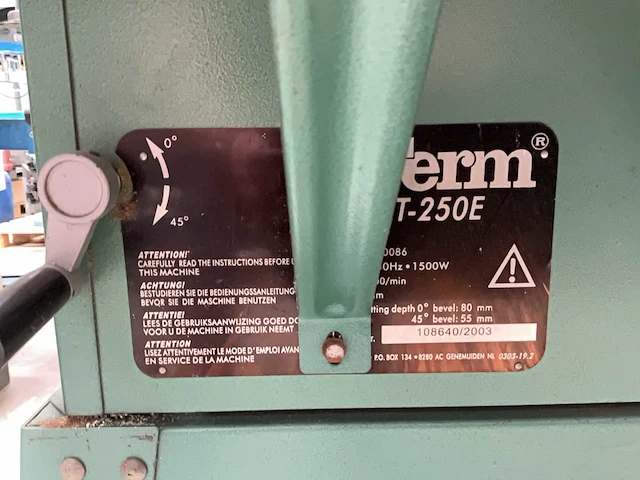 Term®
T-250E
0°
45°
ATTENTION!
CAREFULLY READ THE INSTRUCTIONS BEFORE
THIS MACHINE
ACHTUNG!
BESTUDIEREN SIE DIE BEDIENUNGSANLEITUNG
BEVOR SIE DIE MASCHINE BENUTZEN
ATTENTIE!
LEES DE GEBRUIKSAANWIJZING GOED DO
VOOR U DE MACHINE IN GEBRUIK NEEMT
ATTENTION
LISEZ ATTENTIVEMENT LE MODE D'EMPLOI AVAN
EN SERVICE DE LA MACHINE
0086
0Hz • 1500W
0/min
m
tting depth 0° bevel: 80 mm
45° bevel: 55 mm
108640/2003
P.O. BOX 134 • 8280 AC GENEMUIDEN NL 0303-19.2